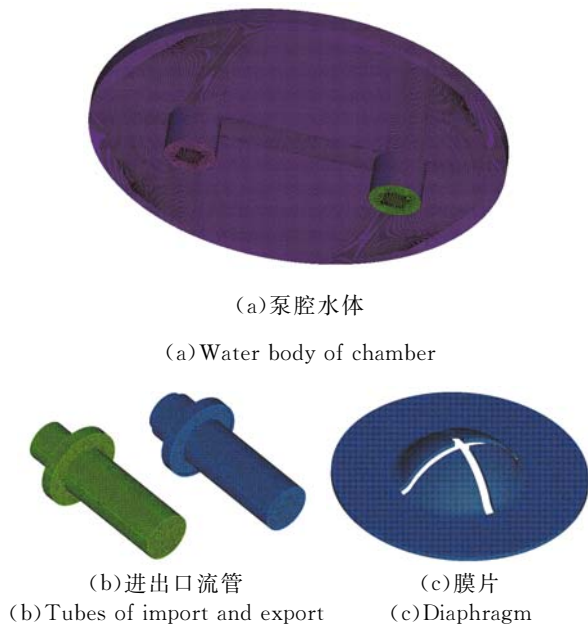 (a)泵腔水体
(a)Water body of chamber
(b)进出口流管
(b)Tubes of import and export
(c)膜片
(c)Diaphragm